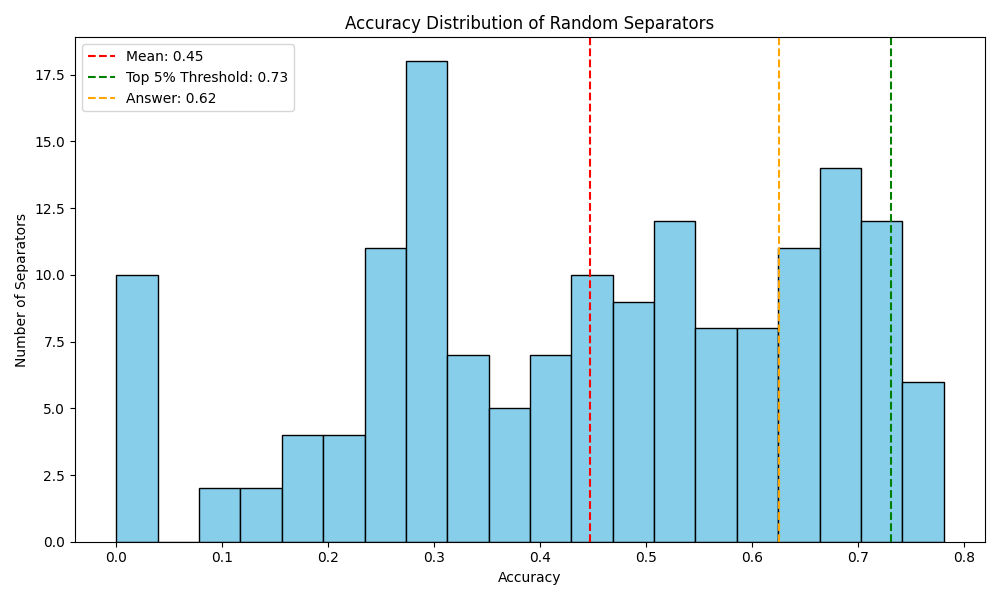 Accuracy Distribution of Random Separators
Mean: 0.45
Top 5% Threshold: 0.73
Answer: 0.62
Number of Separators
17.5
15.0
12.5
10.0
7.5
5.0
2.5
0.0
0.0 0.1 0.2 0.3 0.4 0.5 0.6 0.7 0.8
Accuracy